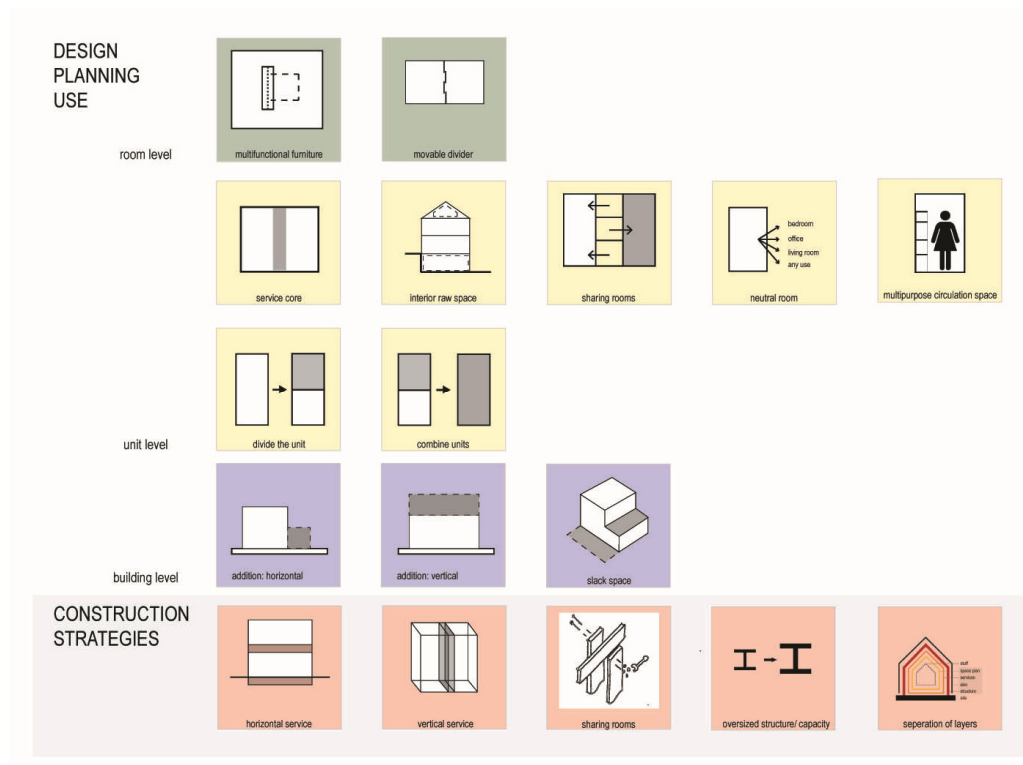 DESIGN
PLANNING
USE
room level
multifunctional furniture
movable divider
service core
interior raw space
sharing rooms
bedroom
office
living room
any use
neutral room
multipurpose circulation space
unit level
divide the unit
combine units
building level
addition: horizontal
addition: vertical
slack space
CONSTRUCTION
STRATEGIES
horizontal service
vertical service
sharing rooms
oversized structure/ capacity
stuff
space plan
services
skin
structure
site
seperation of layers